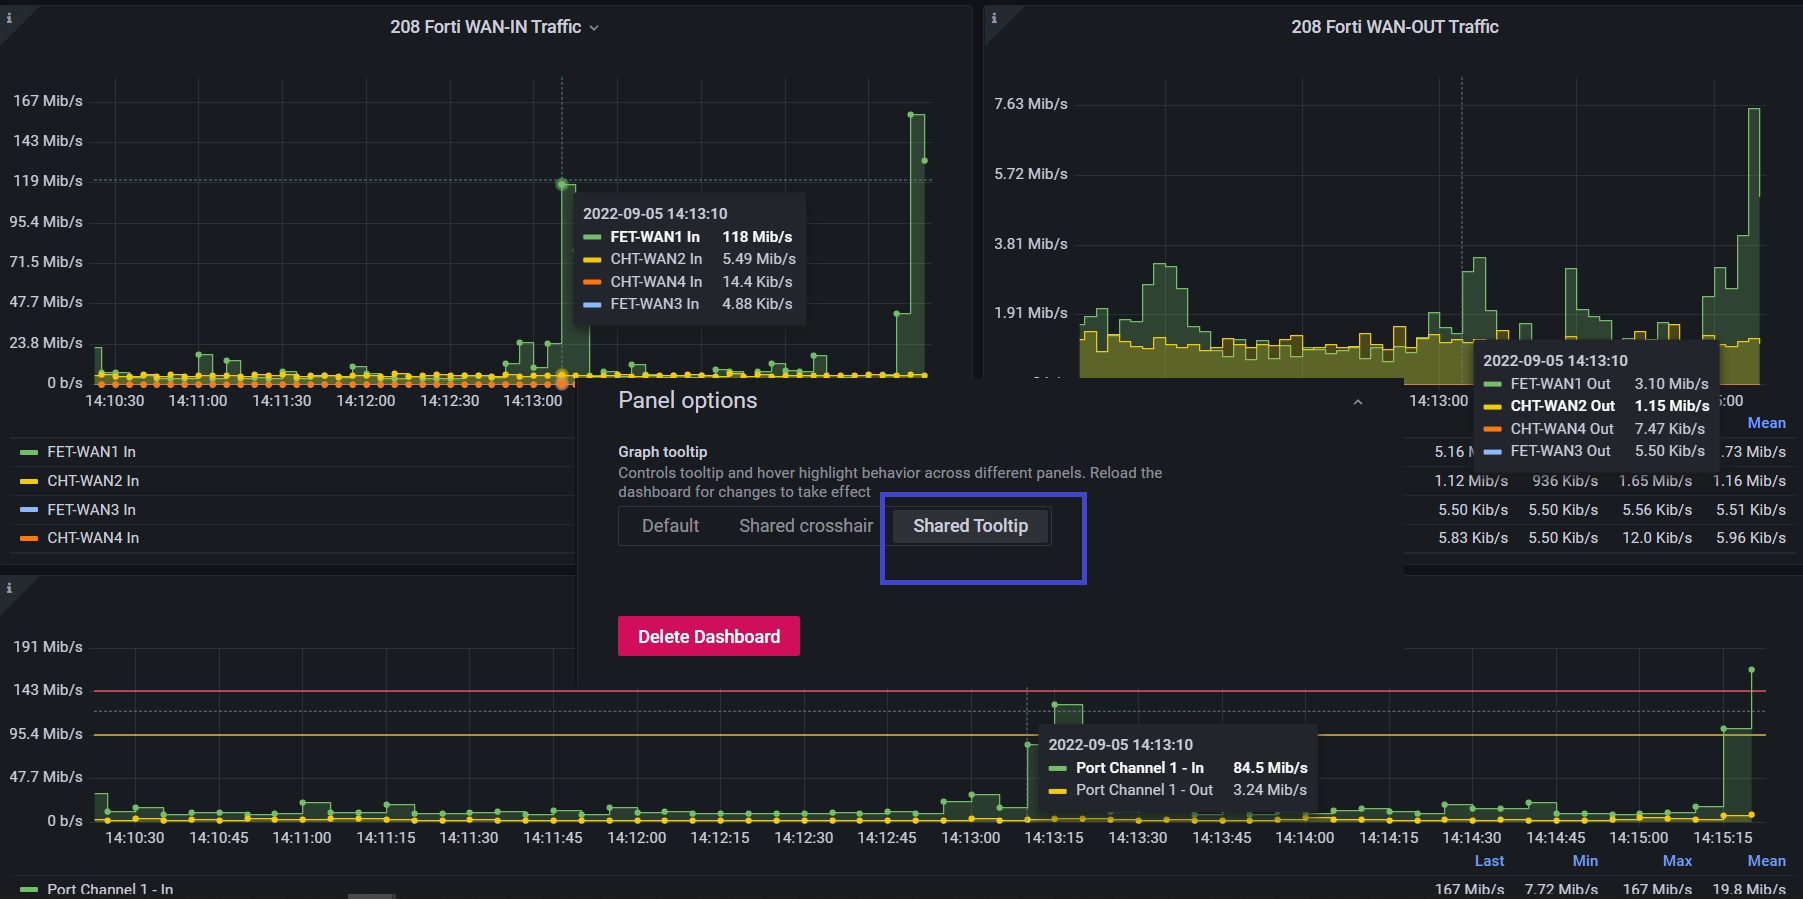 208 Forti WAN-IN Traffic
167 Mib/s
143 Mib/s
119 Mib/s
95.4 Mib/s
71.5 Mib/s
47.7 Mib/s
23.8 Mib/s
0 b/s
14:10:30 14:11:00 14:11:30 14:12:00 14:12:30 14:13:00
2022-09-05 14:13:10
FET-WAN1 In 118 Mib/s
CHT-WAN2 In 5.49 Mib/s
CHT-WAN4 In 14.4 Kib/s
FET-WAN3 In 4.88 Kib/s
FET-WAN1 In
CHT-WAN2 In
FET-WAN3 In
CHT-WAN4 In
208 Forti WAN-OUT Traffic
7.63 Mib/s
5.72 Mib/s
3.81 Mib/s
1.91 Mib/s
14:13:00 5:00
2022-09-05 14:13:10
FET-WAN1 Out 3.10 Mib/s
CHT-WAN2 Out 1.15 Mib/s
CHT-WAN4 Out 7.47 Kib/s
FET-WAN3 Out 5.50 Kib/s
Mean
5.16 .73 Mib/s
1.12 Mib/s 936 Kib/s 1.65 Mib/s 1.16 Mib/s
5.50 Kib/s 5.50 Kib/s 5.56 Kib/s 5.51 Kib/s
5.83 Kib/s 5.50 Kib/s 12.0 Kib/s 5.96 Kib/s
Panel options
Graph tooltip
Controls tooltip and hover highlight behavior across different panels. Reload the
dashboard for changes to take effect
Default Shared crosshair Shared Tooltip
Delete Dashboard
191 Mib/s
143 Mib/s
95.4 Mib/s
47.7 Mib/s
0 b/s
2022-09-05 14:13:10
Port Channel 1 - In 84.5 Mib/s
Port Channel 1 - Out 3.24 Mib/s
14:10:30 14:10:45 14:11:00 14:11:15 14:11:30 14:11:45 14:12:00 14:12:15 14:12:30 14:12:45 14:13:00 14:13:15 14:13:30 14:13:45 14:14:00 14:14:15 14:14:30 14:14:45 14:15:00 14:15:15
Last Min Max Mean
Port Channel 1 - In 167 Mib/s 7.72 Mib/s 167 Mib/s 19.8 Mib/s